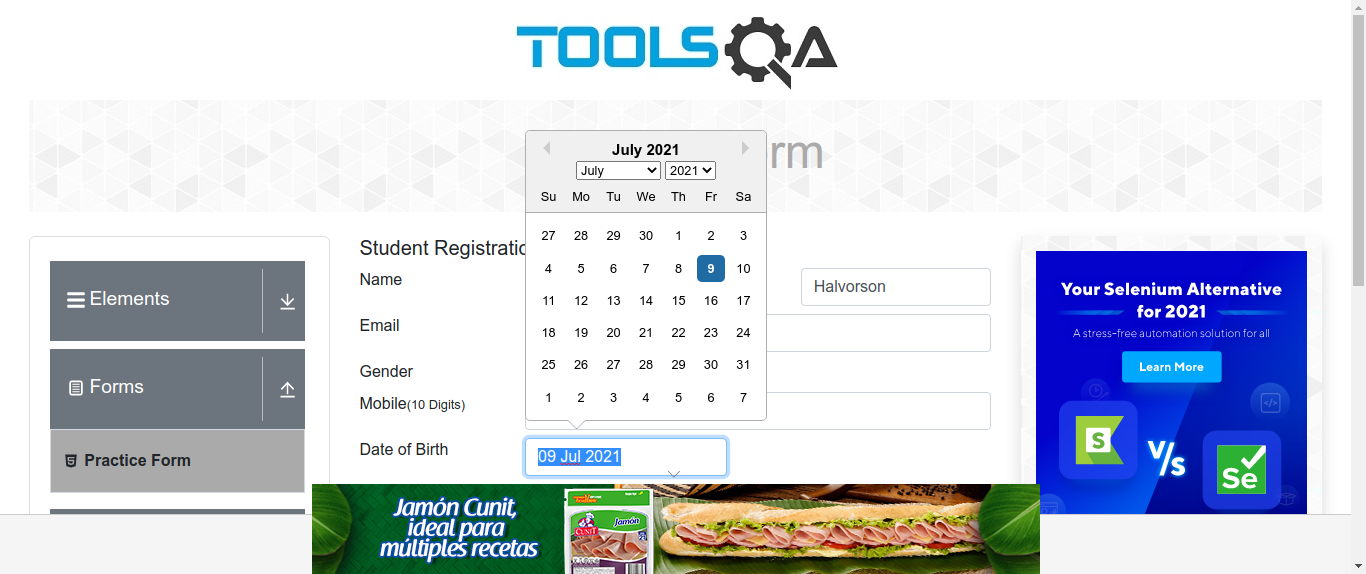 TOOLSQA
rm
July 2021
July 2021
Su Mo Tu We Th Fr Sa
27 28 29 30 1 2 3
4 5 6 7 8 9 10
11 12 13 14 15 16 17
18 19 20 21 22 23 24
25 26 27 28 29 30 31
1 2 3 4 5 6 7
Elements
Forms
Practice Form
Student Registratio
Name
Halvorson
Email
Gender
Mobile(10 Digits)
Date of Birth
09 Jul 2021
Your Selenium Alternative
for 2021
A stress-free automation solution for all
Learn More
S
V/s
Se
Jamón Cunit,
ideal para
múltiples recetas
CUNIT
Jamón